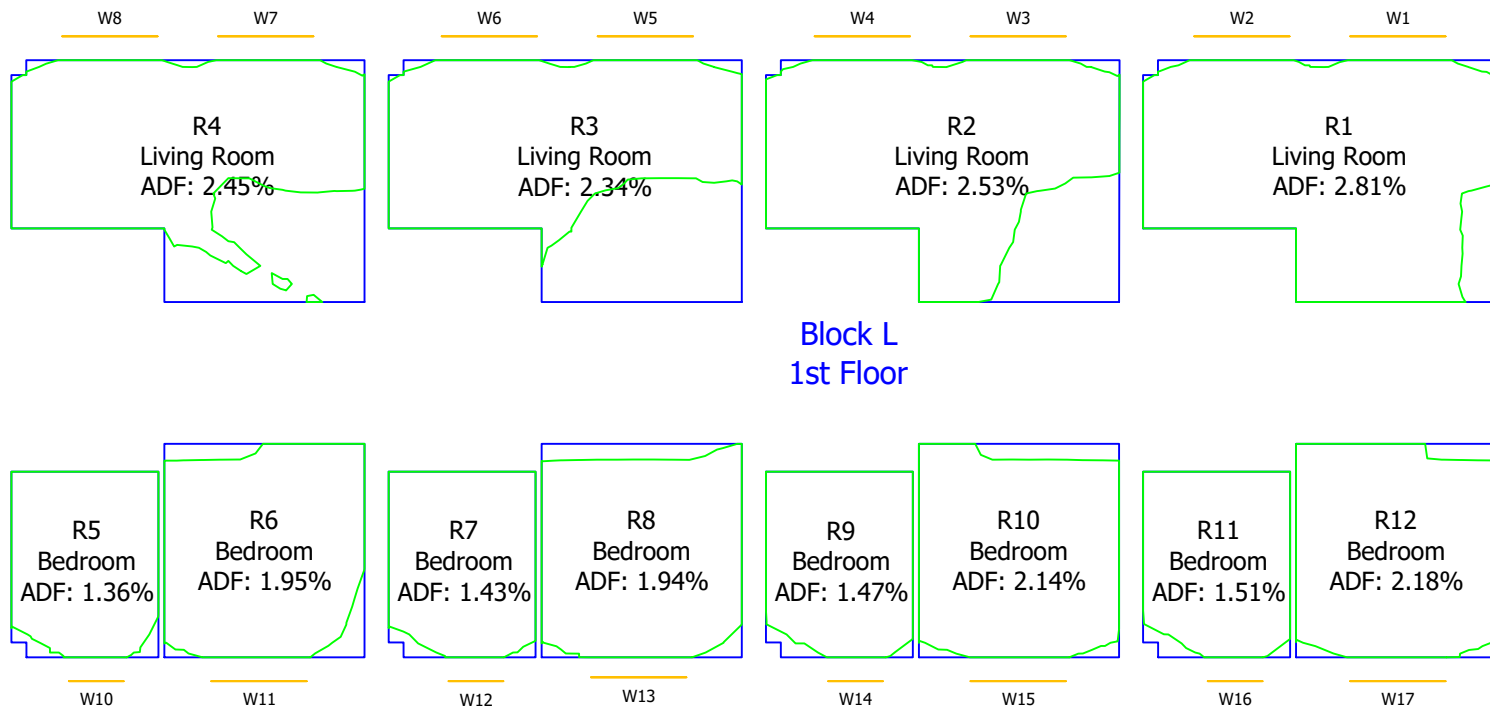 W8
W7
W6
W5
W4
W3
W2
W1
R4
Living Room
ADF: 2.45%
R3
Living Room
ADF: 2.34%
R2
Living Room
ADF: 2.53%
R1
Living Room
ADF: 2.81%
Block L
1st Floor
R5
Bedroom
ADF: 1.36%
R6
Bedroom
ADF: 1.95%
R7
Bedroom
ADF: 1.43%
R8
Bedroom
ADF: 1.94%
R9
Bedroom
ADF: 1.47%
R10
Bedroom
ADF: 2.14%
R11
Bedroom
ADF: 1.51%
R12
Bedroom
ADF: 2.18%
W10
W11
W12
W13
W14
W15
W16
W17